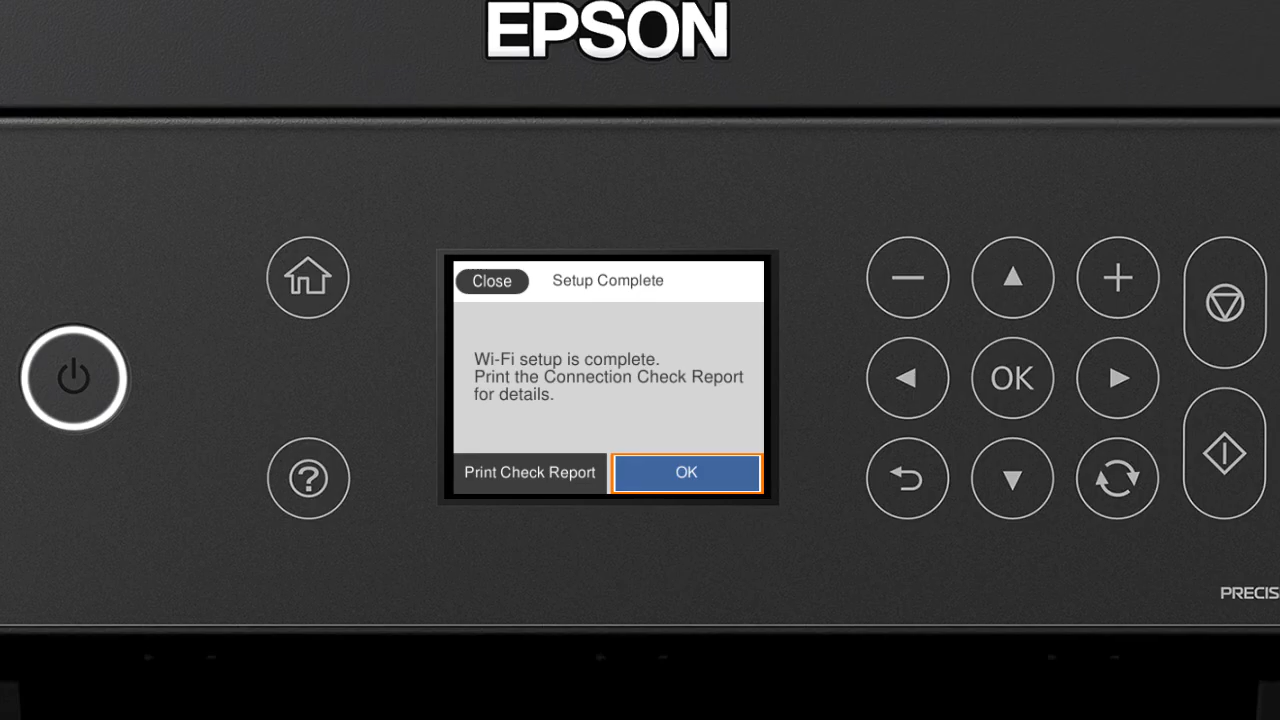 EPSON
Close Setup Complete
Wi-Fi setup is complete.
Print the Connection Check Report
for details.
Print Check Report OK
OK
PRECIS